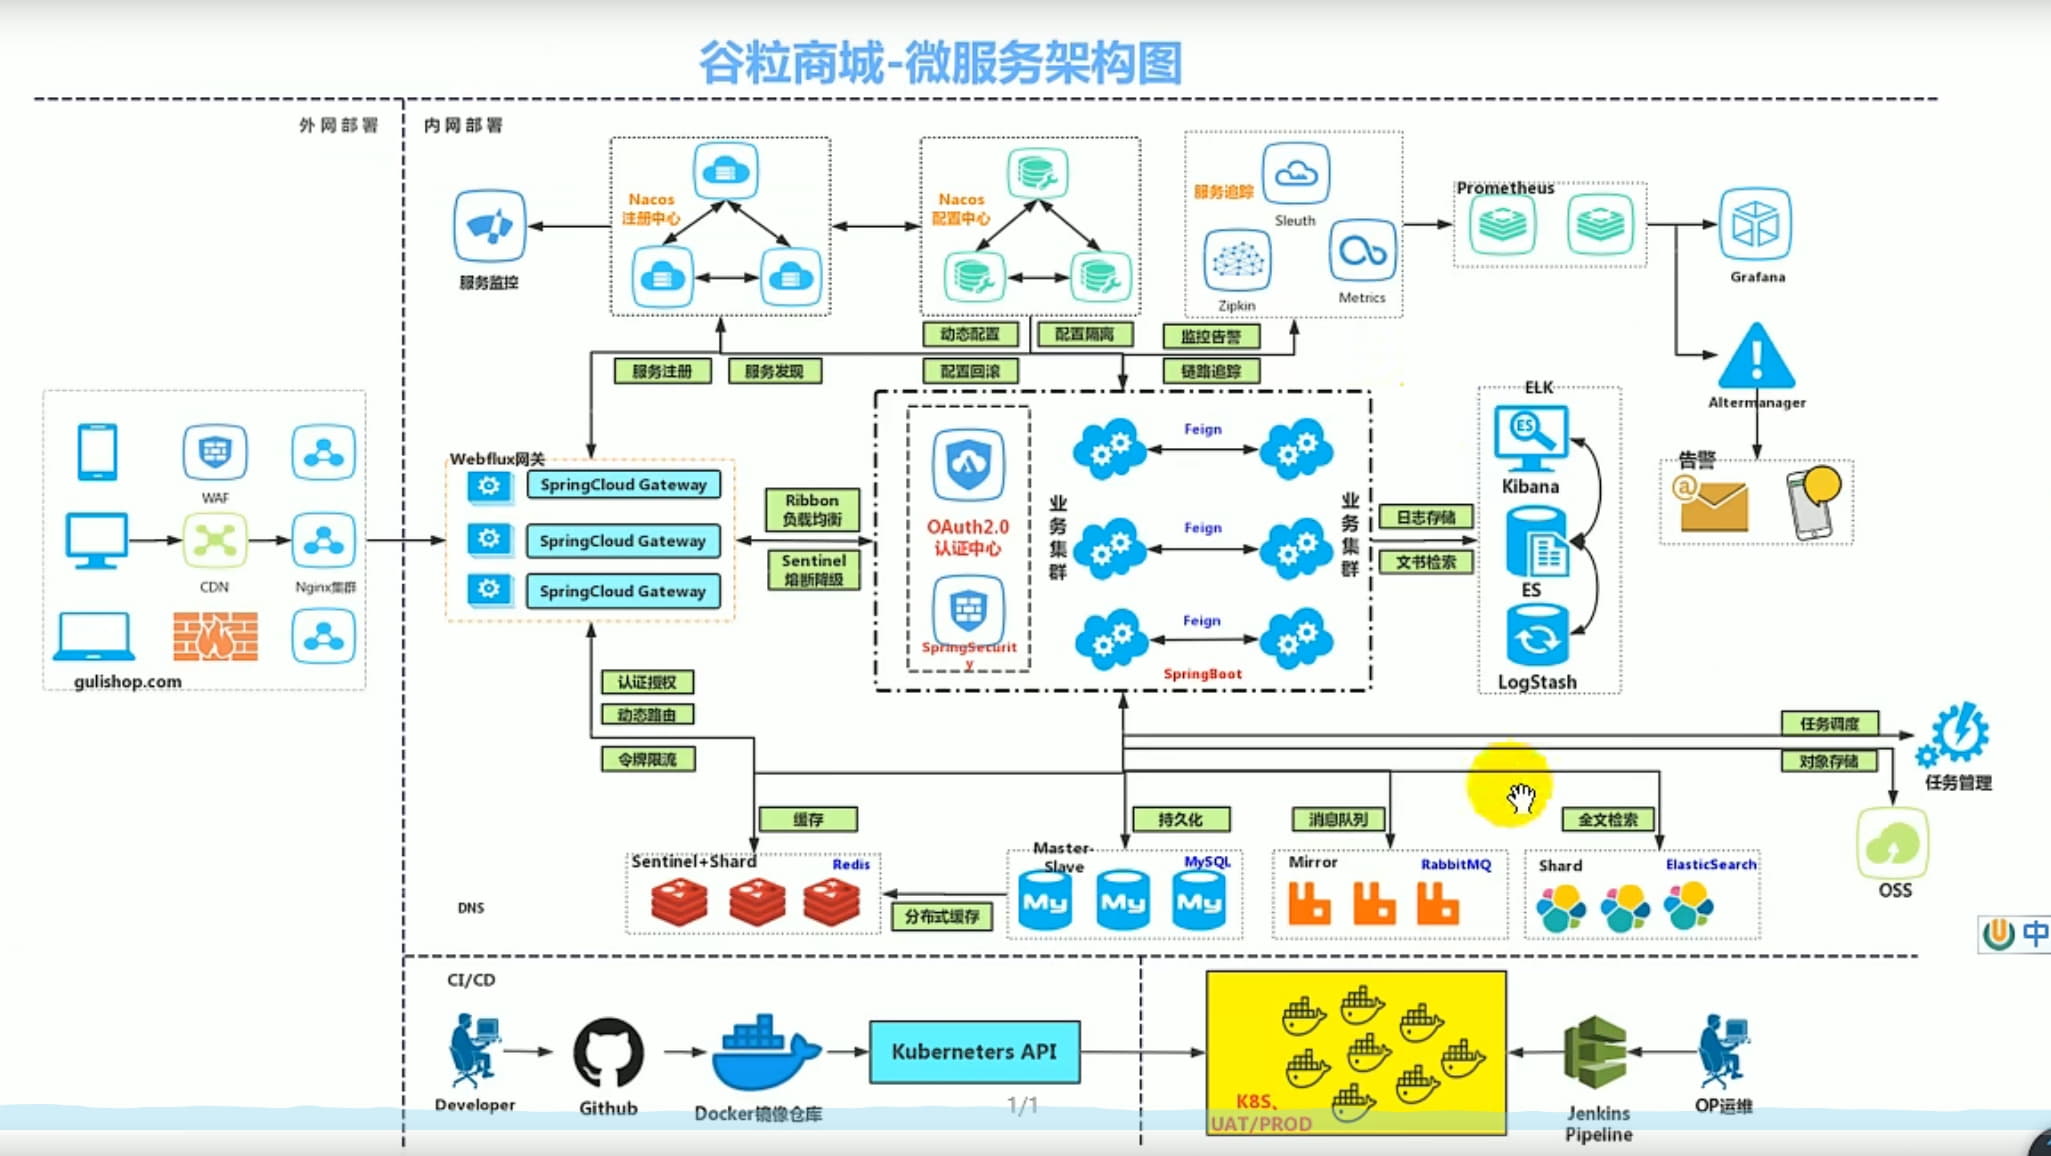 谷粒商城-微服务架构图
外网部署
内网部署
Nacos
注册中心
Nacos
配置中心
服务追踪
Sleuth
Zipkin
Metrics
Prometheus
Grafana
服务监控
动态配置
配置隔离
监控告警
服务注册
服务发现
配置回滚
链路追踪
Altermanager
告警
@
WAF
CDN
Nginx集群
gulishop.com
Webflux网关
SpringCloud Gateway
SpringCloud Gateway
SpringCloud Gateway
Ribbon
负载均衡
Sentinel
熔断降级
OAuth2.0
认证中心
SpringSecurit
y
业务集群
Feign
Feign
Feign
业务集群
SpringBoot
日志存储
文书检索
ELK
ES
Kibana
ES
LogStash
认证授权
动态路由
令牌限流
任务调度
对象存储
任务管理
OSS
缓存
持久化
消息队列
全文检索
Sentinel+Shard
Redis
分布式缓存
Master-
Slave
MySQL
My
My
My
Mirror
RabbitMQ
Shard
ElasticSearch
DNS
中
CI/CD
Developer
Github
Docker镜像仓库
Kuberneters API
1/1
K8S、
UAT/PROD
Jenkins
Pipeline
OP运维